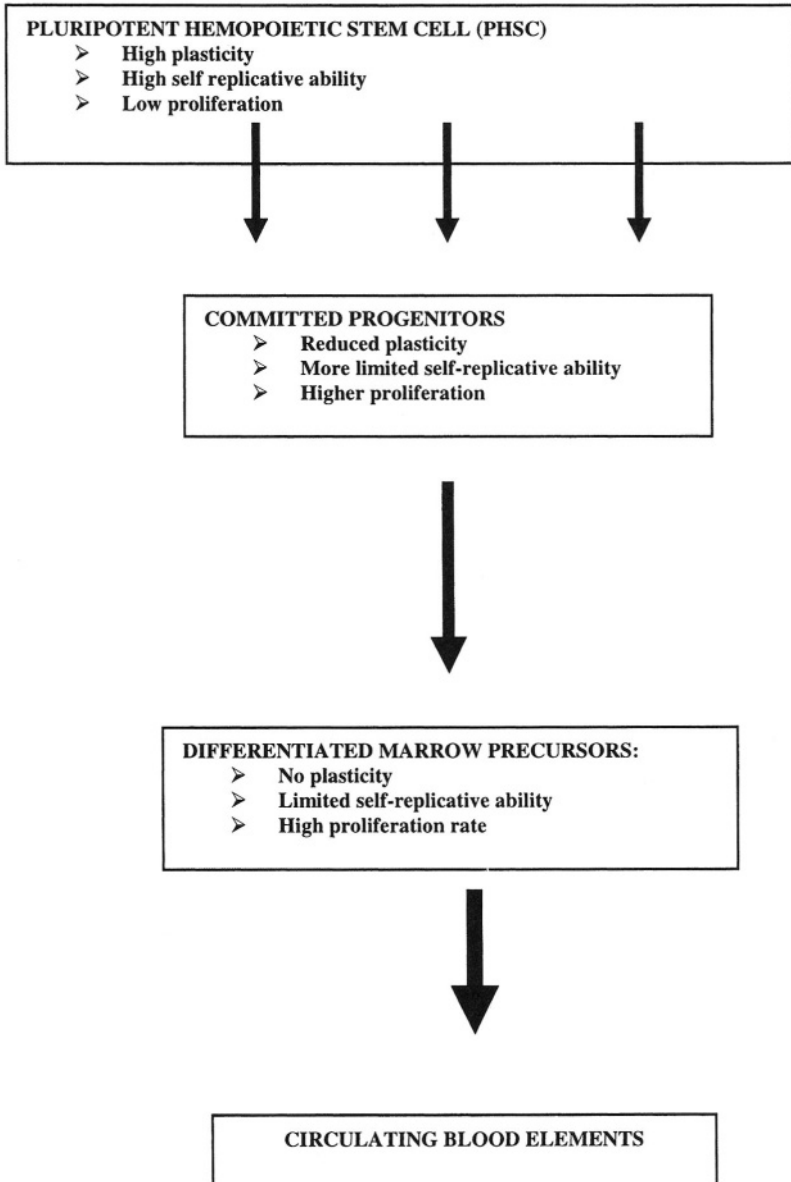 PLURIPOTENT HEMOPOIETIC STEM CELL (PHSC)
➢ High plasticity
➢ High self replicative ability
➢ Low proliferation
COMMITTED PROGENITORS
➢ Reduced plasticity
➢ More limited self-replicative ability
➢ Higher proliferation
DIFFERENTIATED MARROW PRECURSORS:
➢ No plasticity
➢ Limited self-replicative ability
➢ High proliferation rate
CIRCULATING BLOOD ELEMENTS